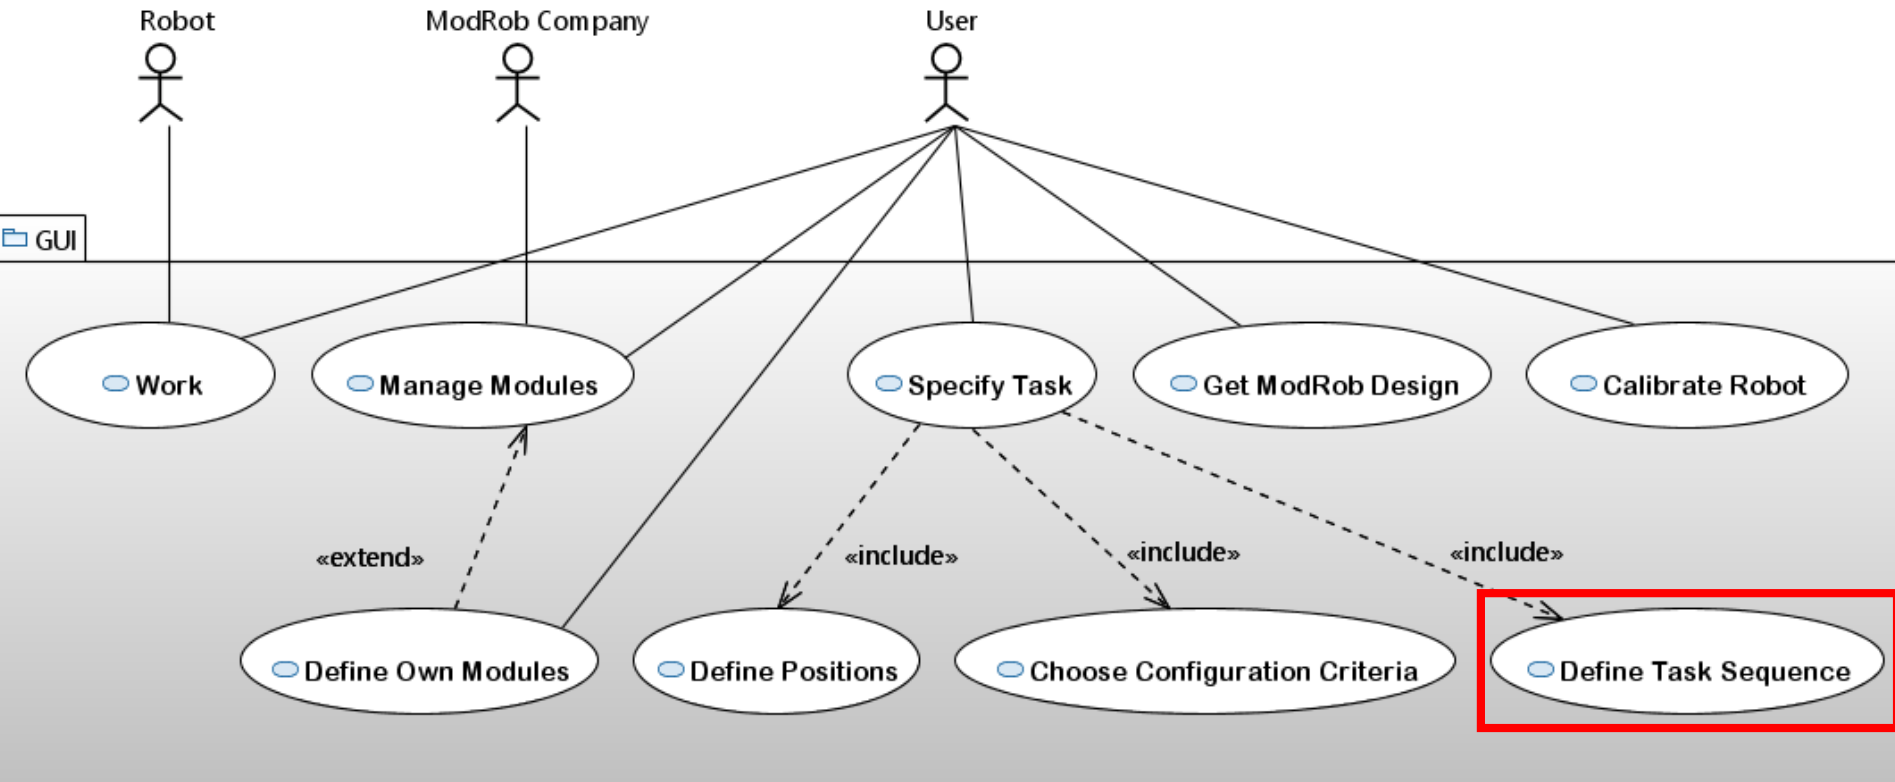 Robot
ModRob Company
User
GUI
Work
Manage Modules
Specify Task
Get ModRob Design
Calibrate Robot
«extend»
«include»
«include»
«include»
Define Own Modules
Define Positions
Choose Configuration Criteria
Define Task Sequence